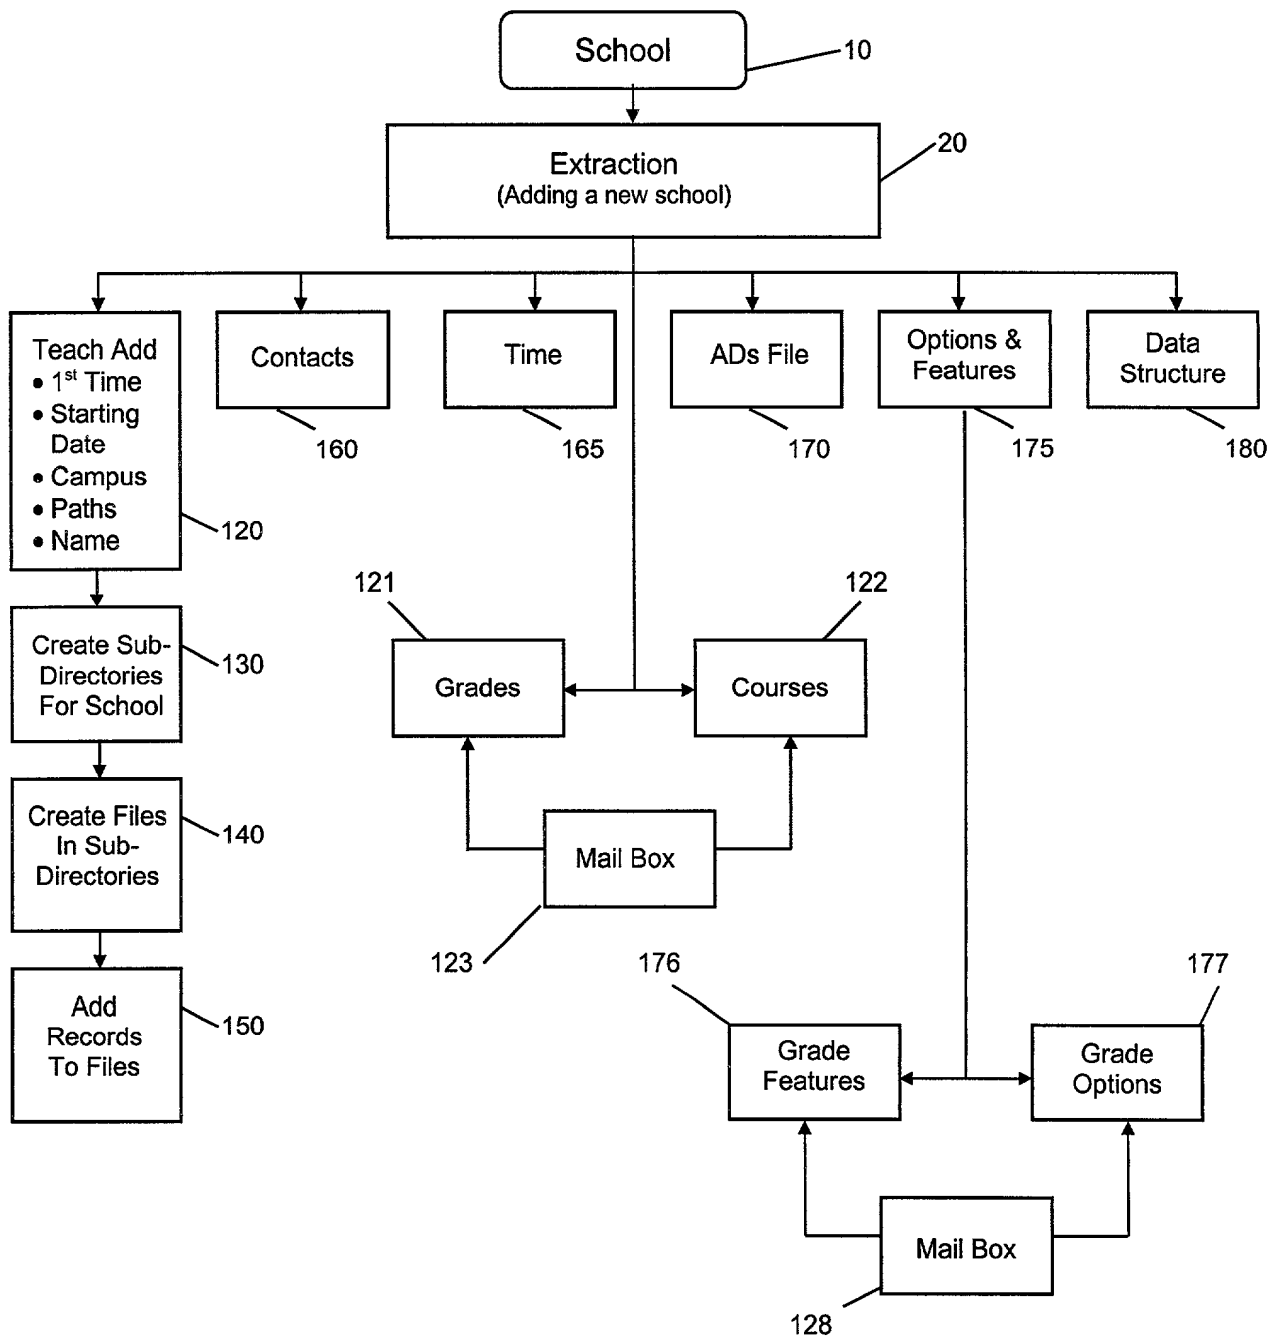 School
10
Extraction
(Adding a new school)
20
Teach Add
• 1st Time
• Starting
Date
• Campus
• Paths
• Name
120
Contacts
160
Time
165
ADs File
170
Options &
Features
175
Data
Structure
180
121
122
Create Sub-
Directories
For School
130
Grades
Courses
Create Files
In Sub-
Directories
140
Mail Box
123
176
177
Add
Records
To Files
150
Grade
Features
Grade
Options
Mail Box
128